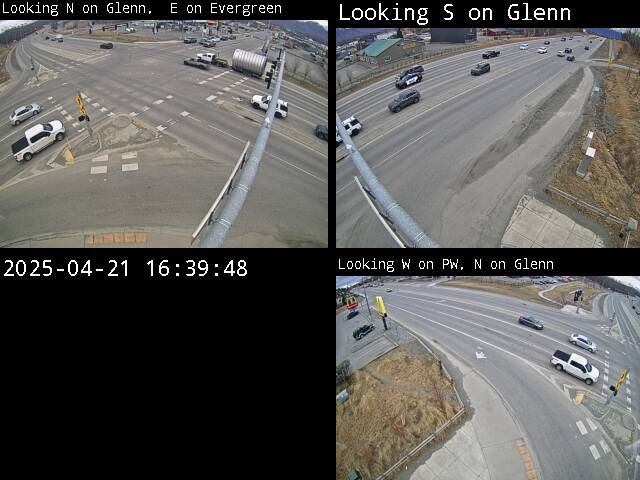 Looking N on Glenn,  E on Evergreen
Looking S on Glenn
2025-04-21 16:39:48
Looking W on PW, N on Glenn